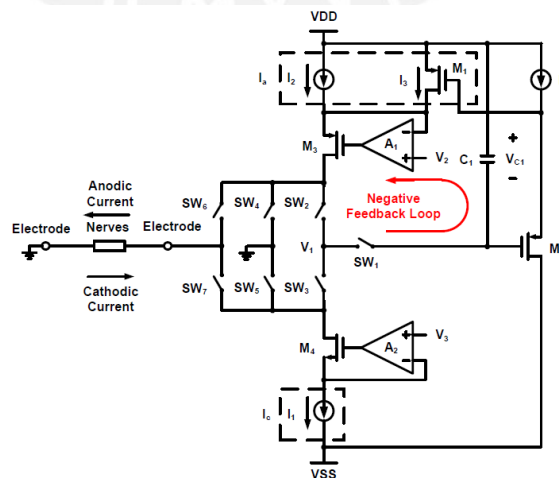 VDD
Ia
I2
I3
M1
M3
A1
V2
C1
VC1
+
-
Anodic
Current
Electrode
Nerves
Electrode
Cathodic
Current
SW6
SW4
SW2
Negative
Feedback Loop
V1
SW1
SW7
SW5
SW3
M
M4
A2
V3
Ic
I1
VSS